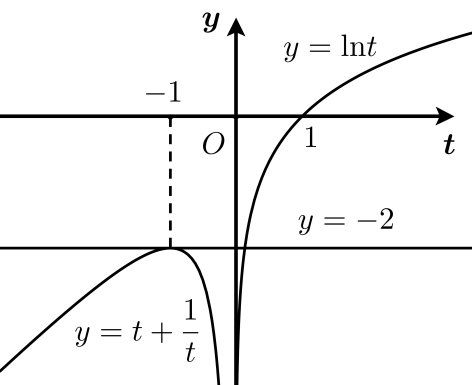 y
y = lnt
−1
O
1
t
y = −2
y = t + 1/t